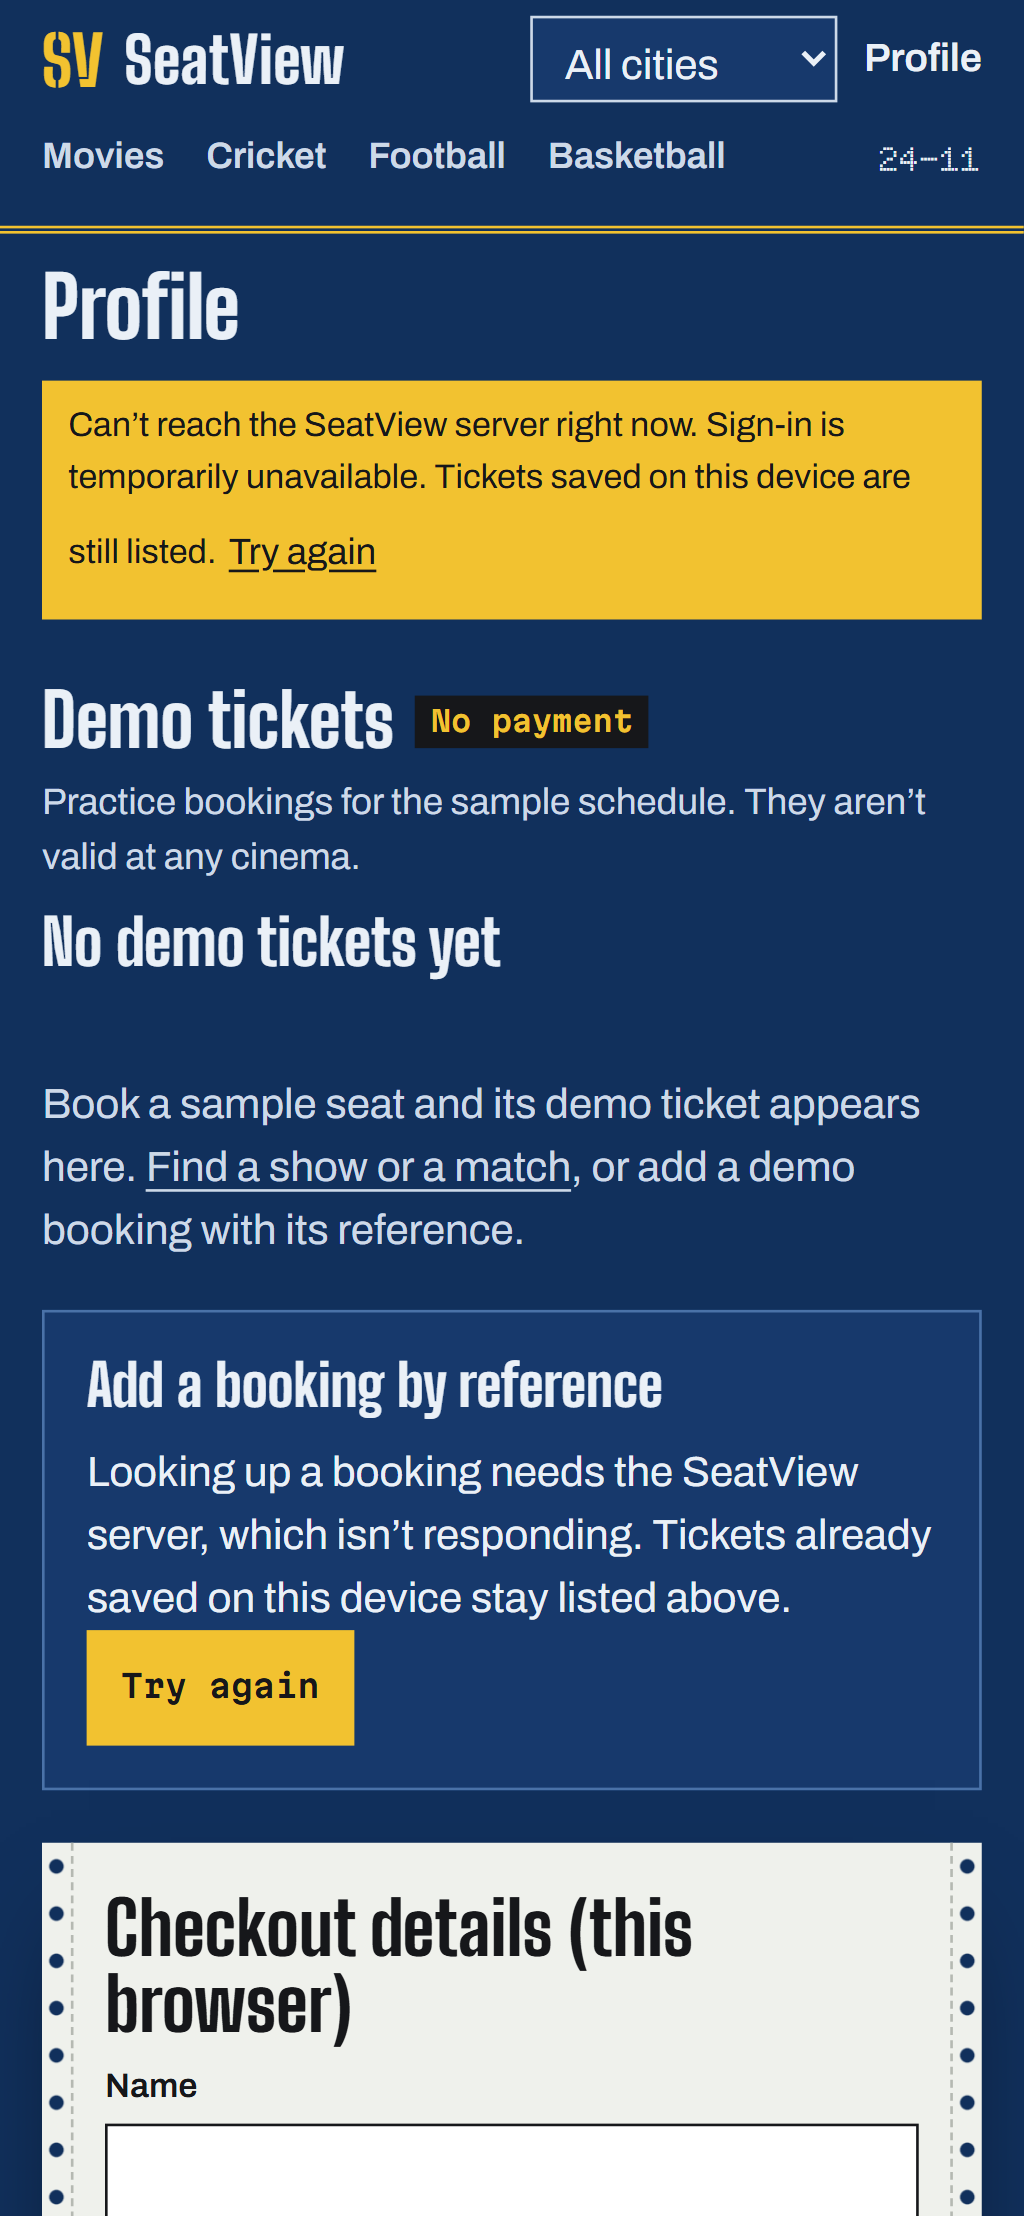 SV SeatView
All cities
Profile
Movies Cricket Football Basketball
24-11
Profile
Can’t reach the SeatView server right now. Sign-in is
temporarily unavailable. Tickets saved on this device are
still listed. Try again
Demo tickets No payment
Practice bookings for the sample schedule. They aren’t
valid at any cinema.
No demo tickets yet
Book a sample seat and its demo ticket appears
here. Find a show or a match, or add a demo
booking with its reference.
Add a booking by reference
Looking up a booking needs the SeatView
server, which isn’t responding. Tickets already
saved on this device stay listed above.
Try again
Checkout details (this
browser)
Name